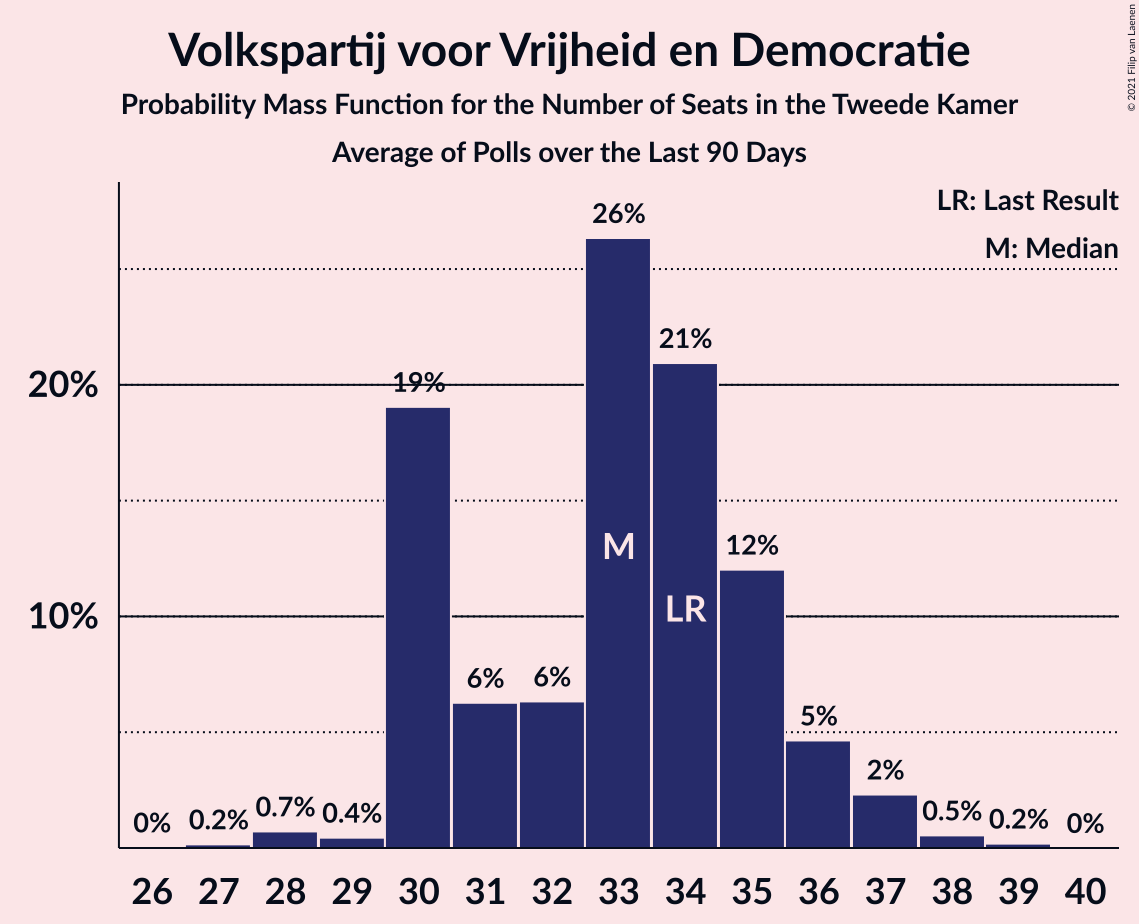 Volkspartij voor Vrijheid en Democratie
Probability Mass Function for the Number of Seats in the Tweede Kamer
Average of Polls over the Last 90 Days
© 2021 Filip van Laenen
LR: Last Result
M: Median
26%
21%
20%
19%
M
12%
LR
10%
6%
6%
5%
2%
0%
0.2%
0.7%
0.4%
0.5%
0.2%
0%
26 27 28 29 30 31 32 33 34 35 36 37 38 39 40